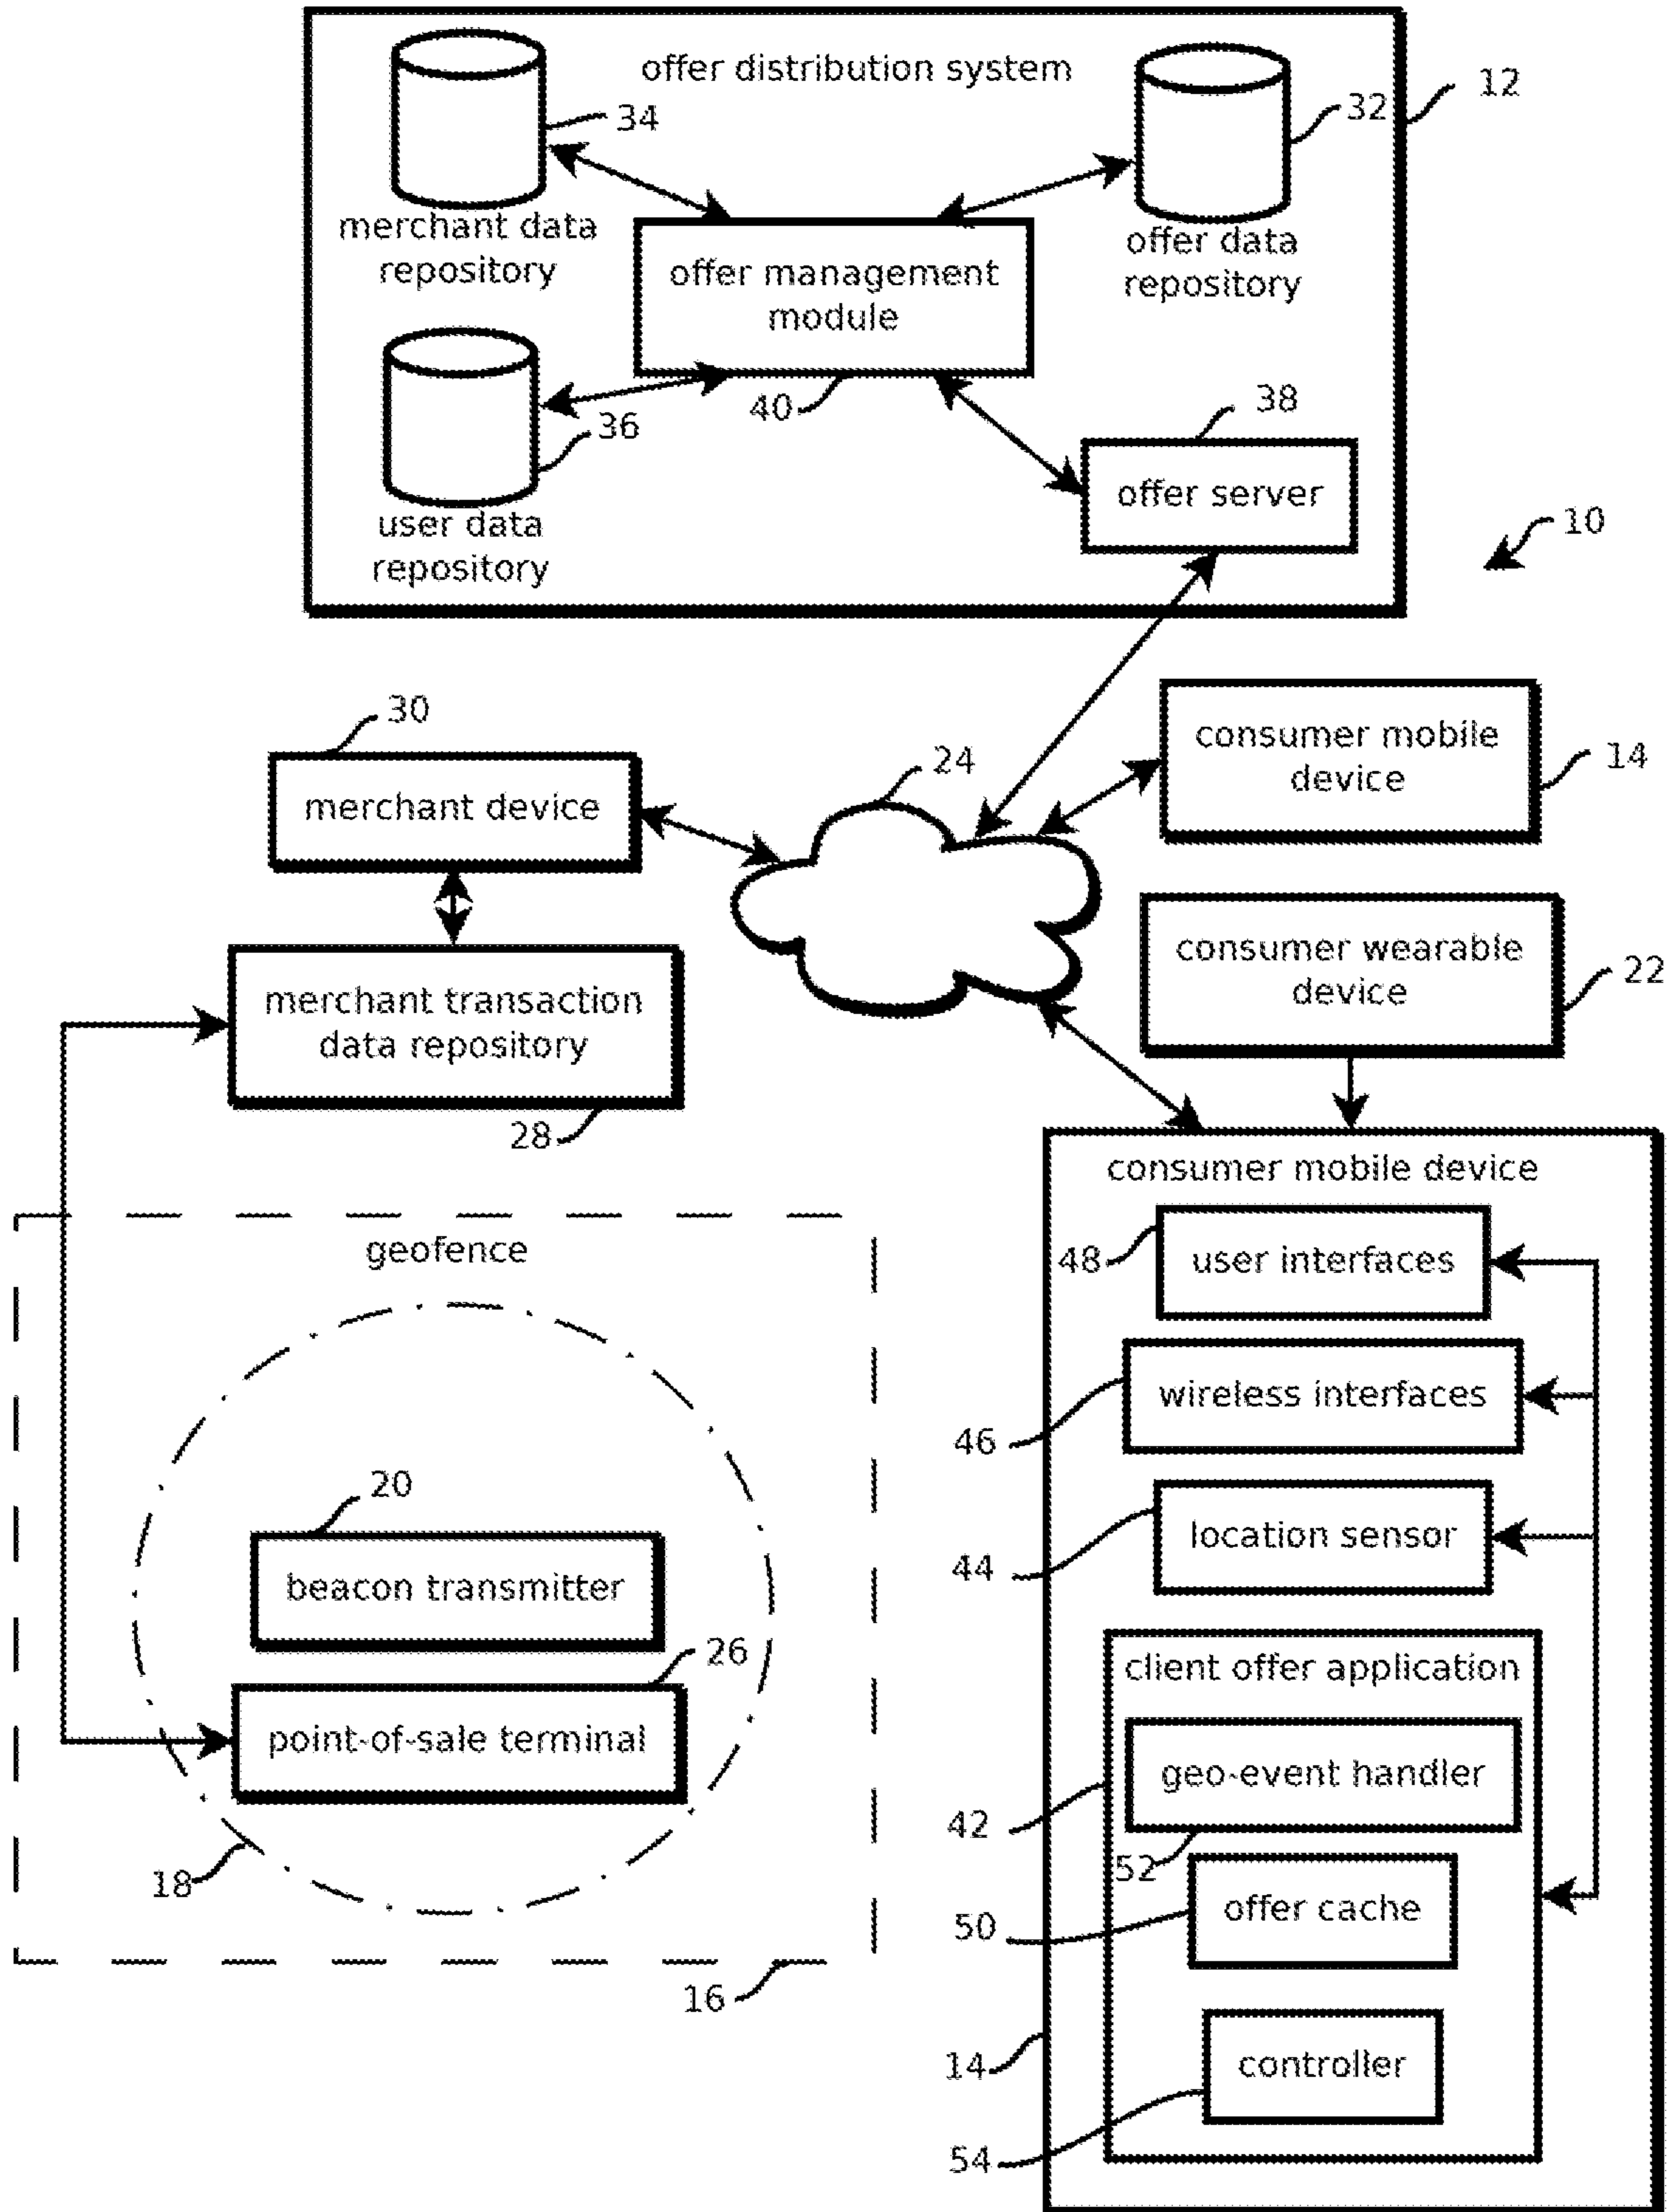 offer distribution system
12
34
32
merchant data
repository
offer data
repository
offer management
module
40
36
user data
repository
38
offer server
10
30
merchant device
24
consumer mobile
device
14
consumer wearable
device
22
merchant transaction
data repository
28
consumer mobile device
48
user interfaces
46
wireless interfaces
44
location sensor
client offer application
42
geo-event handler
52
50
offer cache
14
controller
54
geofence
20
beacon transmitter
26
point-of-sale terminal
18
16